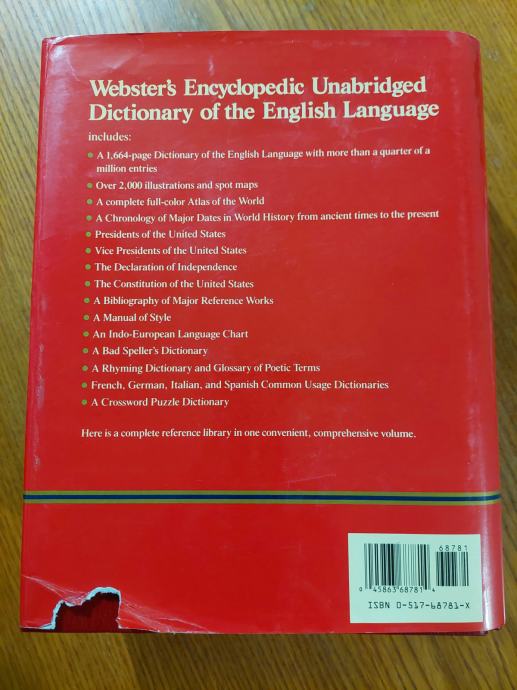 Webster's Encyclopedic Unabridged
Dictionary of the English Language
includes:
• A 1,664-page Dictionary of the English Language with more than a quarter of a
million entries
• Over 2,000 illustrations and spot maps
• A complete full-color Atlas of the World
• A Chronology of Major Dates in World History from ancient times to the present
• Presidents of the United States
• Vice Presidents of the United States
• The Declaration of Independence
• The Constitution of the United States
• A Bibliography of Major Reference Works
• A Manual of Style
• An Indo-European Language Chart
• A Bad Speller's Dictionary
• A Rhyming Dictionary and Glossary of Poetic Terms
• French, German, Italian, and Spanish Common Usage Dictionaries
• A Crossword Puzzle Dictionary
Here is a complete reference library in one convenient, comprehensive volume.
68781
0 45863 68781 4
ISBN 0-517-68781-X